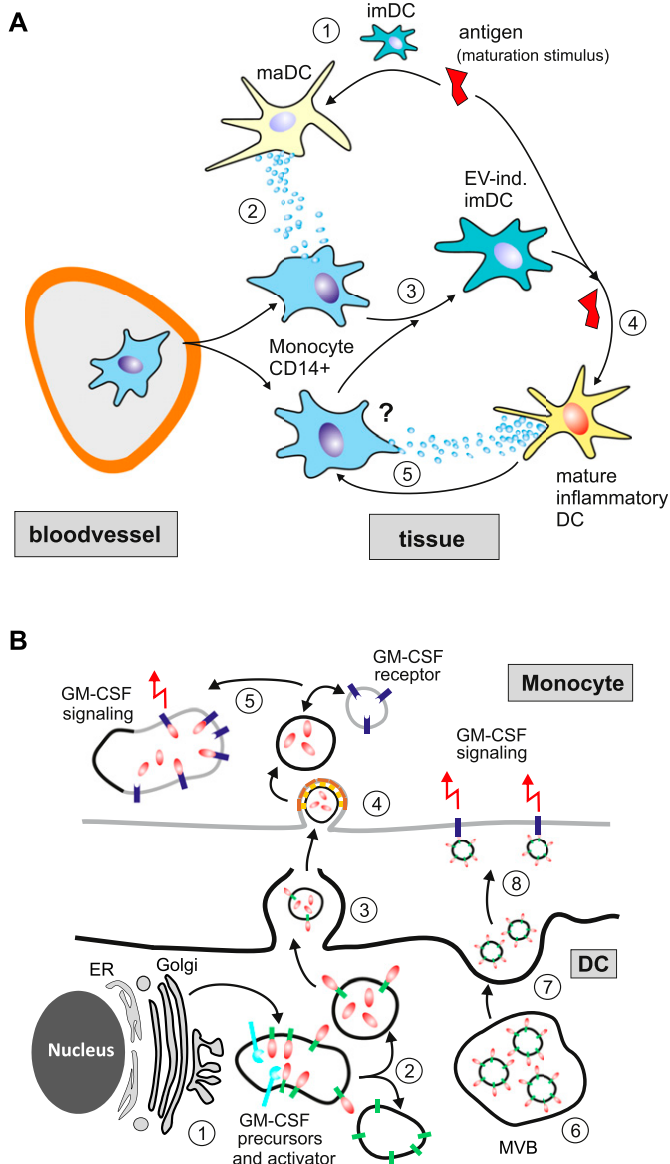 A
1
imDC
antigen
(maturation stimulus)
maDC
EV-ind.
imDC
2
3
4
Monocyte
CD14+
?
5
mature
inflammatory
DC
bloodvessel
tissue
B
GM-CSF
receptor
Monocyte
GM-CSF
signaling
5
GM-CSF
signaling
4
8
3
ER
Golgi
DC
7
Nucleus
2
1
GM-CSF
precursors
and activator
MVB
6